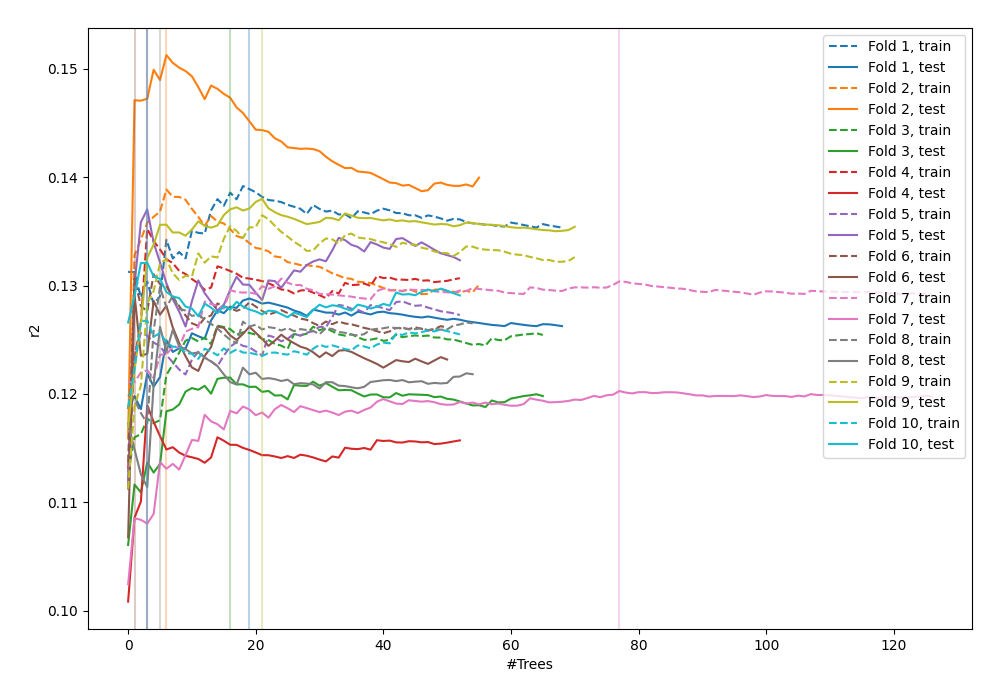 0.15
0.14
0.13
0.12
0.11
0.10
r2
0 20 40 60 80 100 120
#Trees
Fold 1, train
Fold 1, test
Fold 2, train
Fold 2, test
Fold 3, train
Fold 3, test
Fold 4, train
Fold 4, test
Fold 5, train
Fold 5, test
Fold 6, train
Fold 6, test
Fold 7, train
Fold 7, test
Fold 8, train
Fold 8, test
Fold 9, train
Fold 9, test
Fold 10, train
Fold 10, test